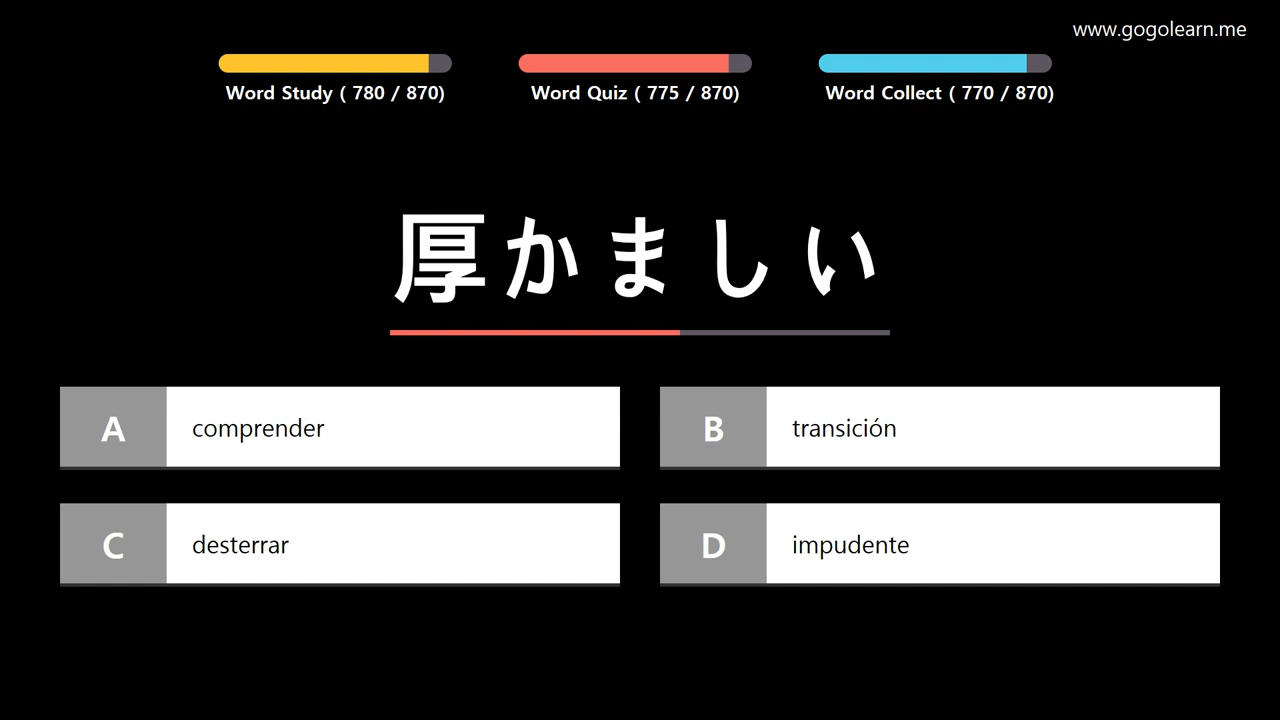 www.gogolearn.me
Word Study ( 780 / 870)
Word Quiz ( 775 / 870)
Word Collect ( 770 / 870)
厚かましい
A comprender
B transición
C desterrar
D impudente